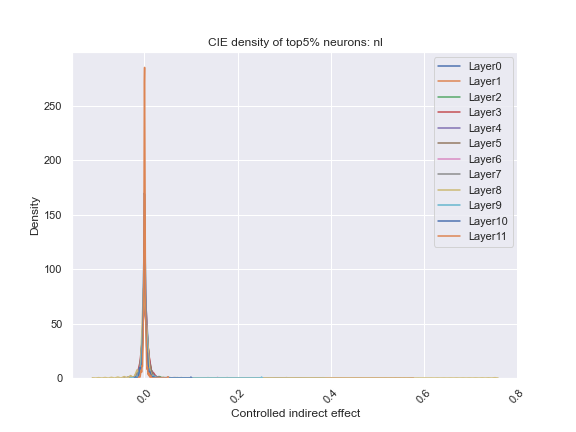 CIE density of top5% neurons: nl
Layer0
Layer1
Layer2
Layer3
Layer4
Layer5
Layer6
Layer7
Layer8
Layer9
Layer10
Layer11
Density
250
200
150
100
50
0
0.0 0.2 0.4 0.6 0.8
Controlled indirect effect